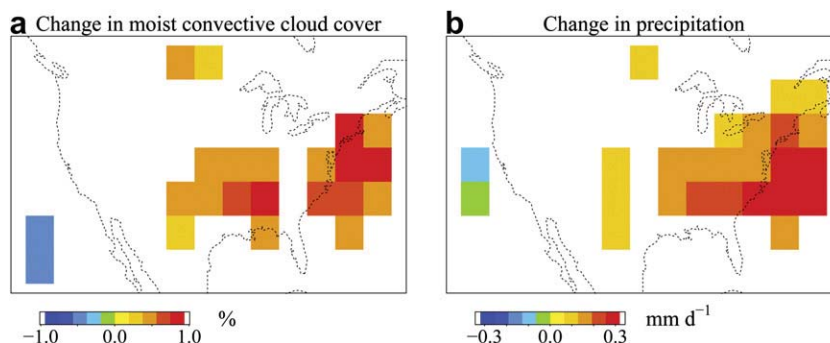 a Change in moist convective cloud cover
b Change in precipitation
−1.0 0.0 1.0 %
−0.3 0.0 0.3 mm d⁻¹